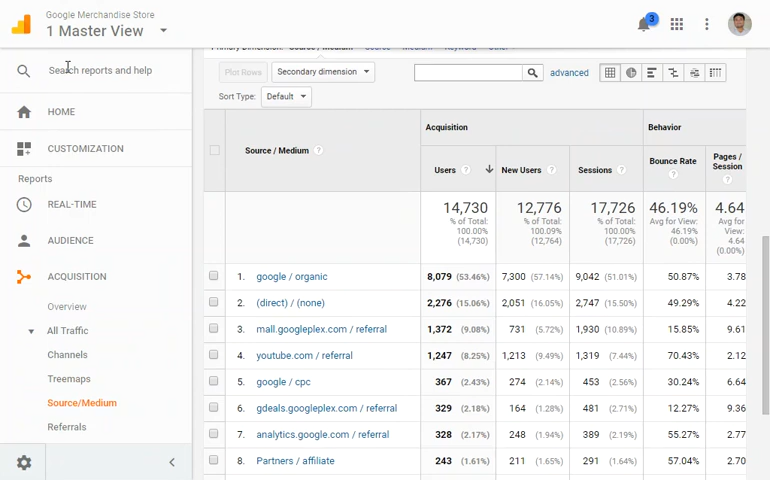 Google Merchandise Store
1 Master View
3
Search reports and help
HOME
CUSTOMIZATION
Reports
REAL-TIME
AUDIENCE
ACQUISITION
Overview
All Traffic
Channels
Treemaps
Source/Medium
Referrals
Primary Dimension: Source / Medium Source Medium Keyword Other
Plot Rows Secondary dimension advanced
Sort Type: Default
Source / Medium ? Acquisition Behavior
Users ? New Users ? Sessions ? Bounce Rate ? Pages / Session ?
14,730 12,776 17,726 46.19% 4.64
% of Total: 100.00% (14,730) % of Total: 100.09% (12,764) % of Total: 100.00% (17,726) Avg for View: 46.19% (0.00%) Avg for View: 4.64 (0.00%)
1. google / organic 8,079 (53.46%) 7,300 (57.14%) 9,042 (51.01%) 50.87% 3.78
2. (direct) / (none) 2,276 (15.06%) 2,051 (16.05%) 2,747 (15.50%) 49.29% 4.22
3. mall.googleplex.com / referral 1,372 (9.08%) 731 (5.72%) 1,930 (10.89%) 15.85% 9.61
4. youtube.com / referral 1,247 (8.25%) 1,213 (9.49%) 1,319 (7.44%) 70.43% 2.12
5. google / cpc 367 (2.43%) 274 (2.14%) 453 (2.56%) 30.24% 6.64
6. gdeals.googleplex.com / referral 329 (2.18%) 164 (1.28%) 481 (2.71%) 12.27% 9.36
7. analytics.google.com / referral 328 (2.17%) 248 (1.94%) 389 (2.19%) 55.27% 2.77
8. Partners / affiliate 243 (1.61%) 211 (1.65%) 291 (1.64%) 57.04% 2.70